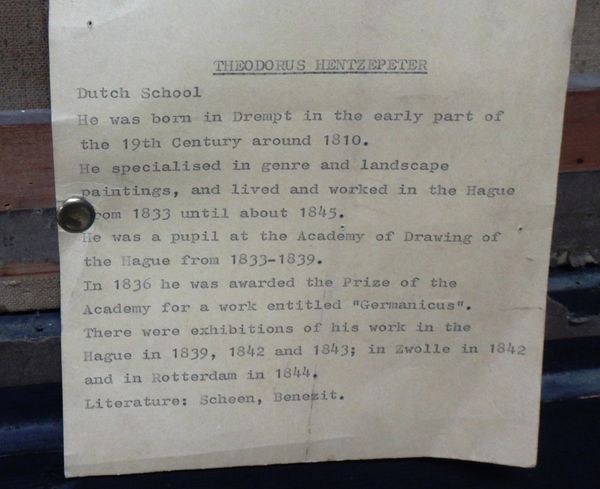 THEODORUS HENTZEPETER
Dutch School
He was born in Drempt in the early part of
the 19th Century around 1810.
He specialised in genre and landscape
paintings, and lived and worked in the Hague
from 1833 until about 1845.
He was a pupil at the Academy of Drawing of
the Hague from 1833-1839.
In 1836 he was awarded the Prize of the
Academy for a work entitled "Germanicus".
There were exhibitions of his work in the
Hague in 1839, 1842 and 1843; in Zwolle in 1842
and in Rotterdam in 1844.
Literature: Scheen, Benezit.